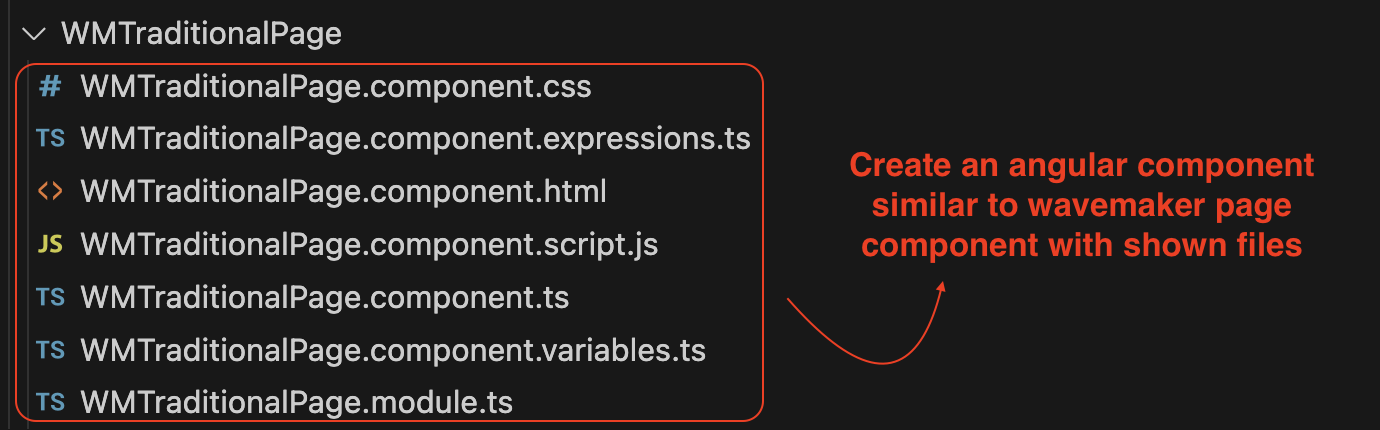 WMTraditionalPage
# WMTraditionalPage.component.css
TS WMTraditionalPage.component.expressions.ts
<> WMTraditionalPage.component.html
JS WMTraditionalPage.component.script.js
TS WMTraditionalPage.component.ts
TS WMTraditionalPage.component.variables.ts
TS WMTraditionalPage.module.ts
Create an angular component
similar to wavemaker page
component with shown files